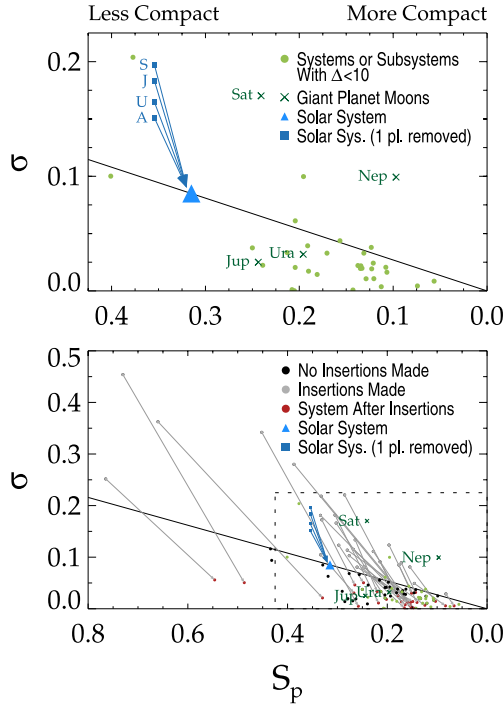 Less Compact
More Compact
0.2
0.1
0.0
σ
S
J
U
A
Sat
Nep
Ura
Jup
Systems or Subsystems
With Δ<10
Giant Planet Moons
Solar System
Solar Sys. (1 pl. removed)
0.4
0.3
0.2
0.1
0.0
0.5
0.4
0.3
0.2
0.1
0.0
σ
No Insertions Made
Insertions Made
System After Insertions
Solar System
Solar Sys. (1 pl. removed)
Sat
Nep
Ura
Jup
0.8
0.6
0.4
0.2
0.0
S_p